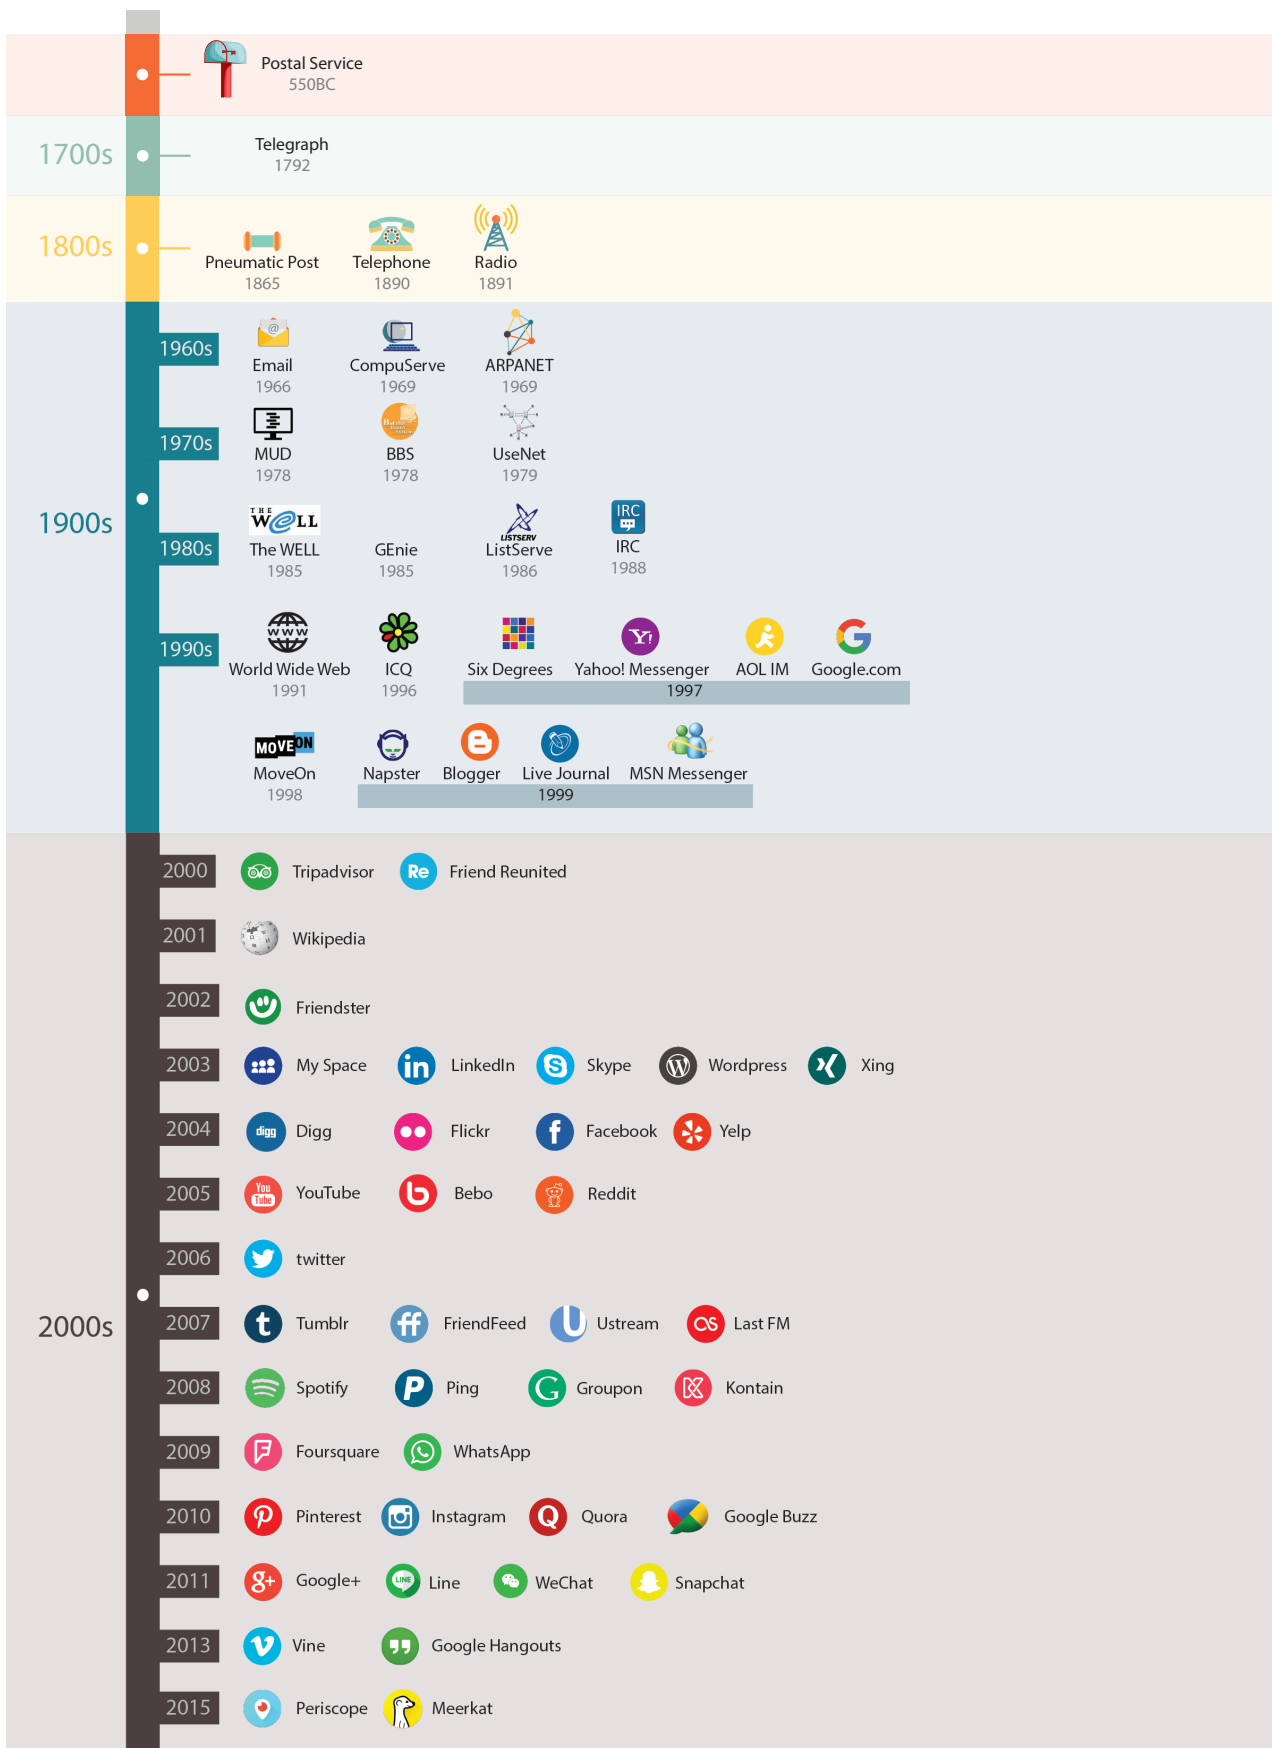 Postal Service
550BC
1700s
Telegraph
1792
1800s
Pneumatic Post Telephone Radio
1865 1890 1891
1900s
1960s
@
Email CompuServe ARPANET
1966 1969 1969
1970s
MUD BBS UseNet
1978 1978 1979
1980s
THE WELL
LISTSERV
IRC
The WELL GEnie ListServe IRC
1985 1985 1986 1988
1990s
WWW
Y!
World Wide Web ICQ Six Degrees Yahoo! Messenger AOL IM Google.com
1991 1996 1997
MOVEON
MoveOn Napster Blogger Live Journal MSN Messenger
1998 1999
2000s
2000 Tripadvisor Re Friend Reunited
2001 Wikipedia
2002 Friendster
2003 My Space in LinkedIn S Skype W Wordpress Xing
2004 digg Digg Flickr f Facebook Yelp
2005 You Tube YouTube b Bebo Reddit
2006 twitter
2007 t Tumblr ff FriendFeed U Ustream Last FM
2008 Spotify P Ping G Groupon K Kontain
2009 Foursquare WhatsApp
2010 Pinterest Instagram Q Quora Google Buzz
2011 g+ Google+ LINE Line WeChat Snapchat
2013 Vine Google Hangouts
2015 Periscope Meerkat